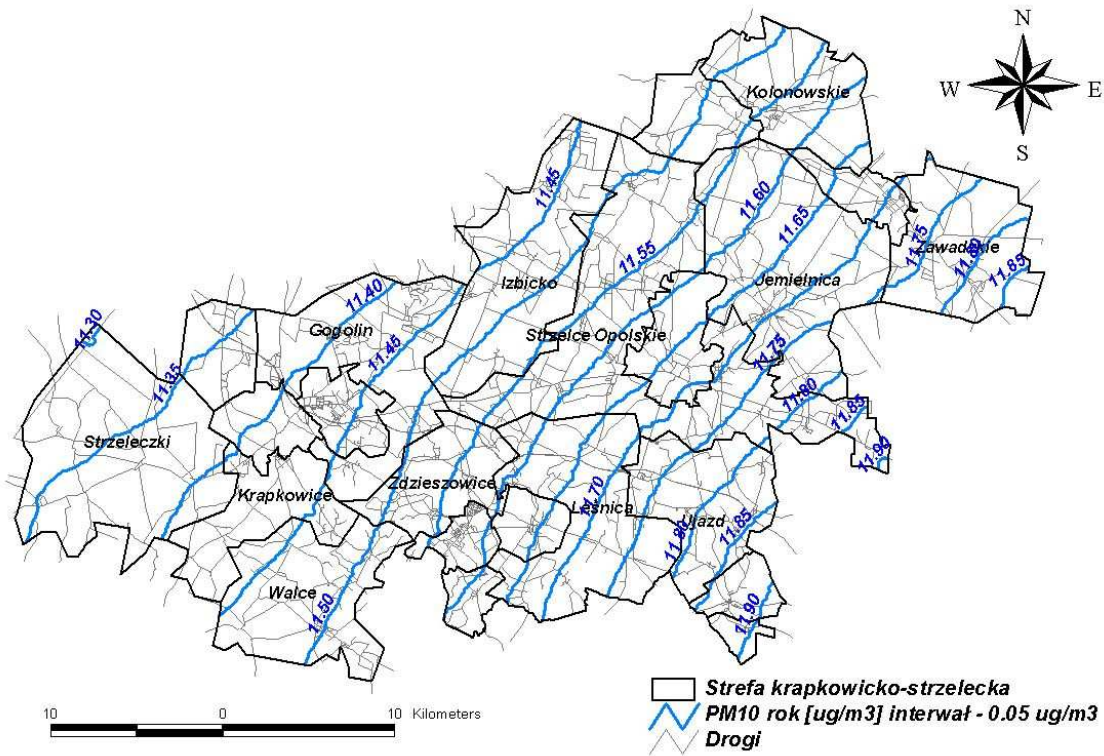 N
W E
S
Kolonowskie
11.45
11.60
11.65
11.75
Zawadzkie
11.80
11.85
11.55
Izbicko
Jemielnica
11.40
11.30
Gogolin
Strzelce Opolskie
11.45
11.35
11.75
11.80
11.85
11.90
Strzeleczki
Krapkowice
Zdzieszowice
11.70
Leśnica
Ujazd
11.80
11.85
Walce
11.50
11.90
10 0 10 Kilometers
Strefa krapkowicko-strzelecka
PM10 rok [ug/m3] interwał - 0.05 ug/m3
Drogi